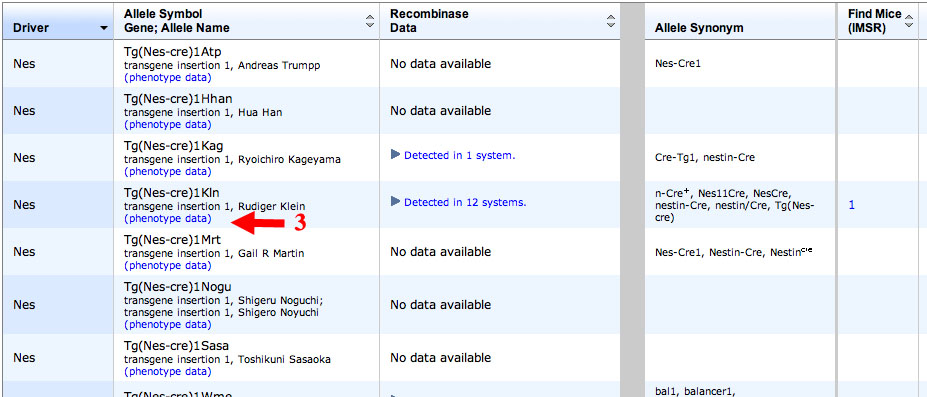 Driver
Allele Symbol
Gene; Allele Name
Recombinase
Data
Allele Synonym
Find Mice
(IMSR)
Nes
Tg(Nes-cre)1Atp
transgene insertion 1, Andreas Trumpp
(phenotype data)
No data available
Nes-Cre1
Nes
Tg(Nes-cre)1Hhan
transgene insertion 1, Hua Han
(phenotype data)
No data available
Nes
Tg(Nes-cre)1Kag
transgene insertion 1, Ryoichiro Kageyama
(phenotype data)
Detected in 1 system.
Cre-Tg1, nestin-Cre
Nes
Tg(Nes-cre)1Kln
transgene insertion 1, Rudiger Klein
(phenotype data)
3
Detected in 12 systems.
n-Cre+, Nes11Cre, NesCre,
nestin-Cre, nestin/Cre, Tg(Nes-
cre)
1
Nes
Tg(Nes-cre)1Mrt
transgene insertion 1, Gail R Martin
(phenotype data)
No data available
Nes-Cre1, Nestin-Cre, Nestincre
Nes
Tg(Nes-cre)1Nogu
transgene insertion 1, Shigeru Noguchi;
transgene insertion 1, Shigero Noyuchi
(phenotype data)
No data available
Nes
Tg(Nes-cre)1Sasa
transgene insertion 1, Toshikuni Sasaoka
(phenotype data)
No data available
Tg(Nes-cre)1Wme
bal1, balancer1,